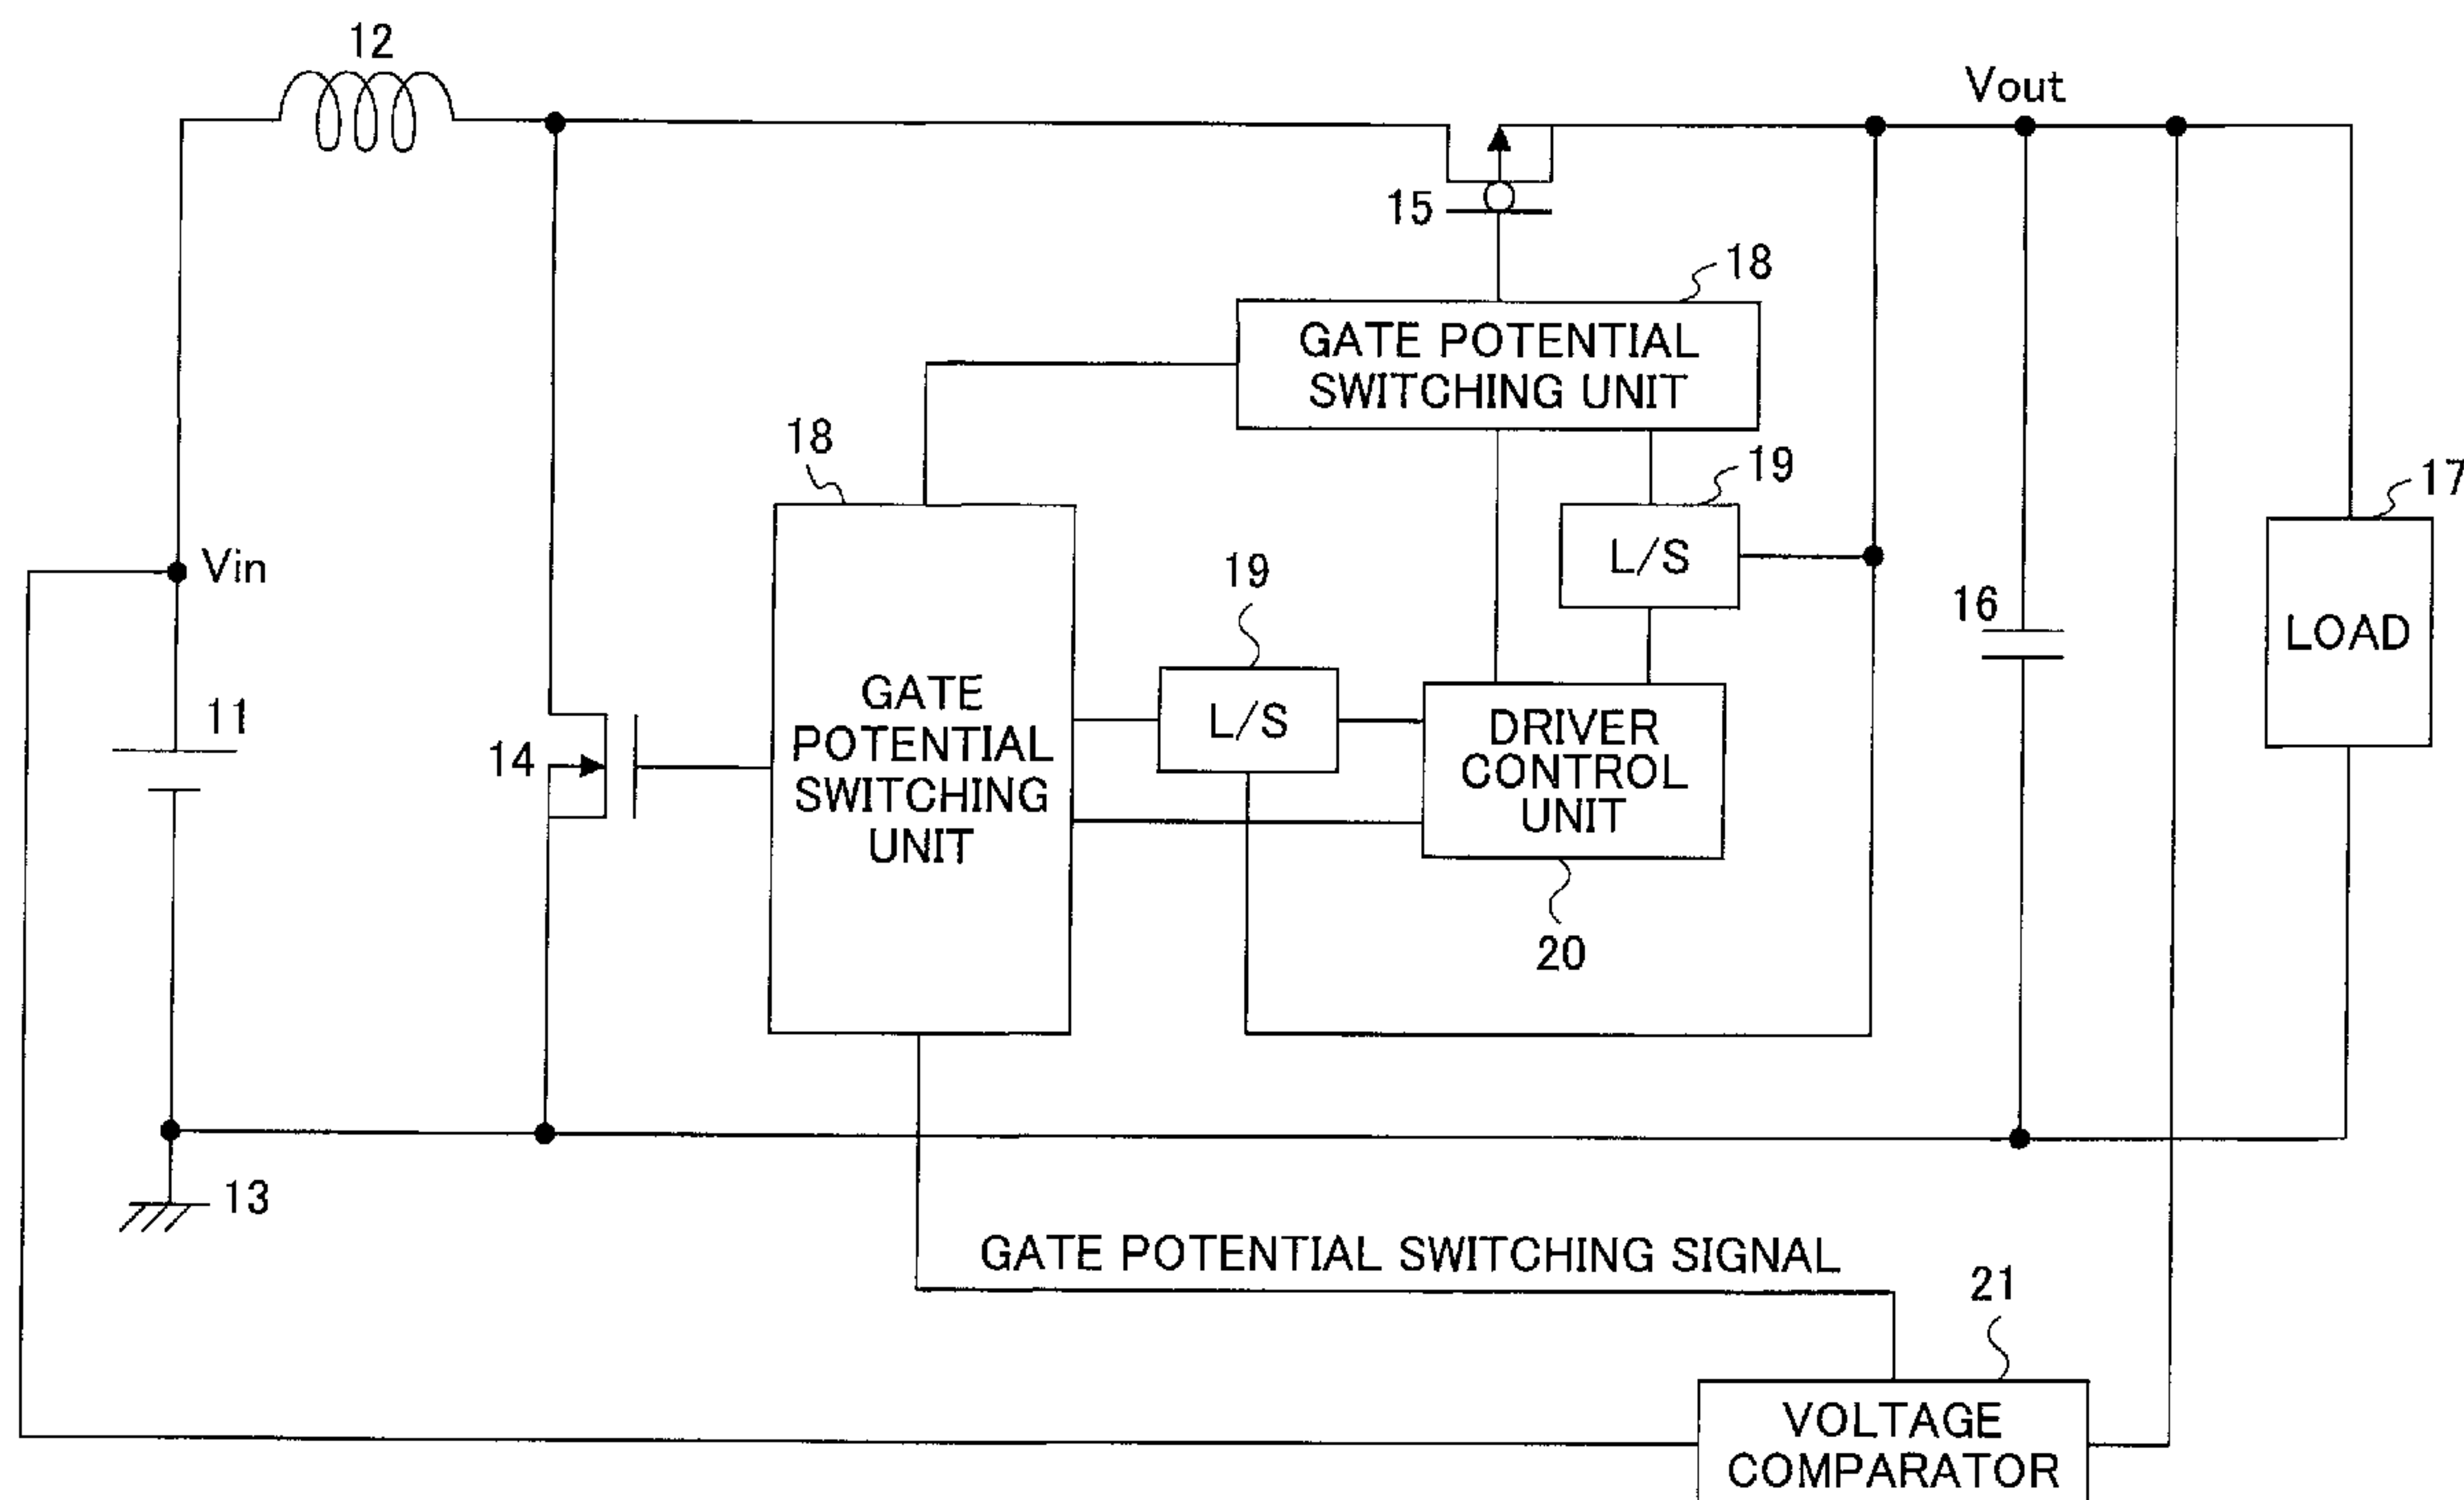 12
Vout
15
18
GATE POTENTIAL
SWITCHING UNIT
18
19
17
Vin
L/S
19
16
LOAD
11
14
GATE
POTENTIAL
SWITCHING
UNIT
L/S
DRIVER
CONTROL
UNIT
20
13
GATE POTENTIAL SWITCHING SIGNAL
21
VOLTAGE
COMPARATOR